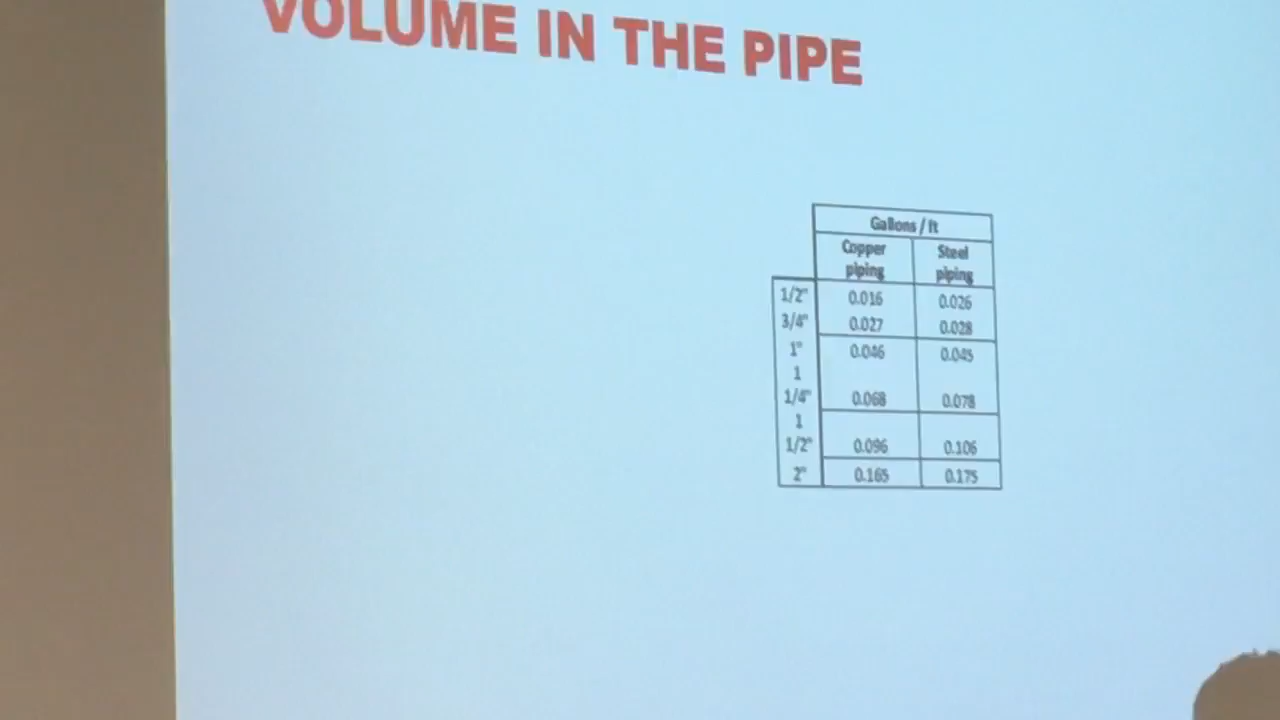 VOLUME IN THE PIPE
Gallons / ft
Copper piping Steel piping
1/2" 0.016 0.026
3/4" 0.027 0.028
1" 0.046 0.045
1 1/4" 0.068 0.078
1 1/2" 0.096 0.106
2" 0.165 0.175